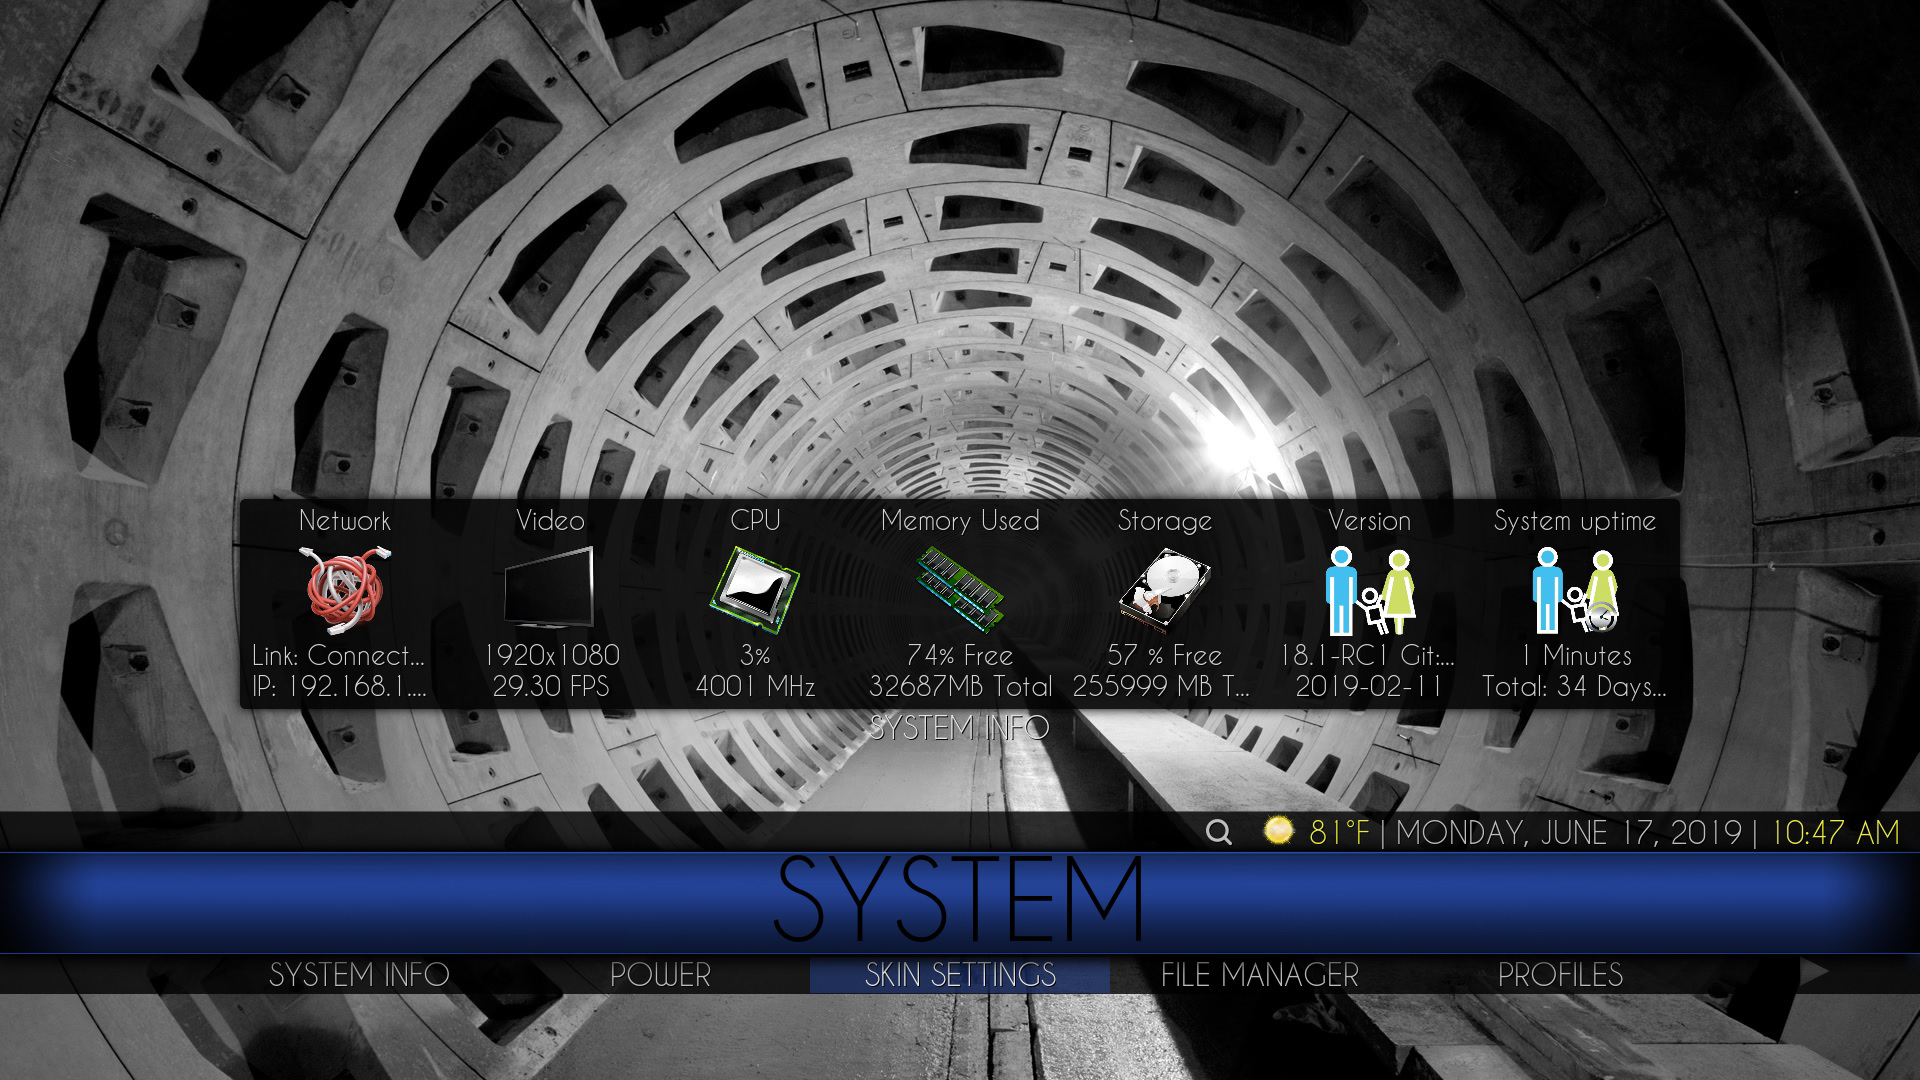 Network
Link: Connect...
IP: 192.168.1....
Video
1920x1080
29.30 FPS
CPU
3%
4001 MHz
Memory Used
74% Free
32687MB Total
Storage
57 % Free
255999 MB T...
Version
18.1-RC1 Git:...
2019-02-11
System uptime
1 Minutes
Total: 34 Days...
SYSTEM INFO
81°F | MONDAY, JUNE 17, 2019 | 10:47 AM
SYSTEM
SYSTEM INFO
POWER
SKIN SETTINGS
FILE MANAGER
PROFILES